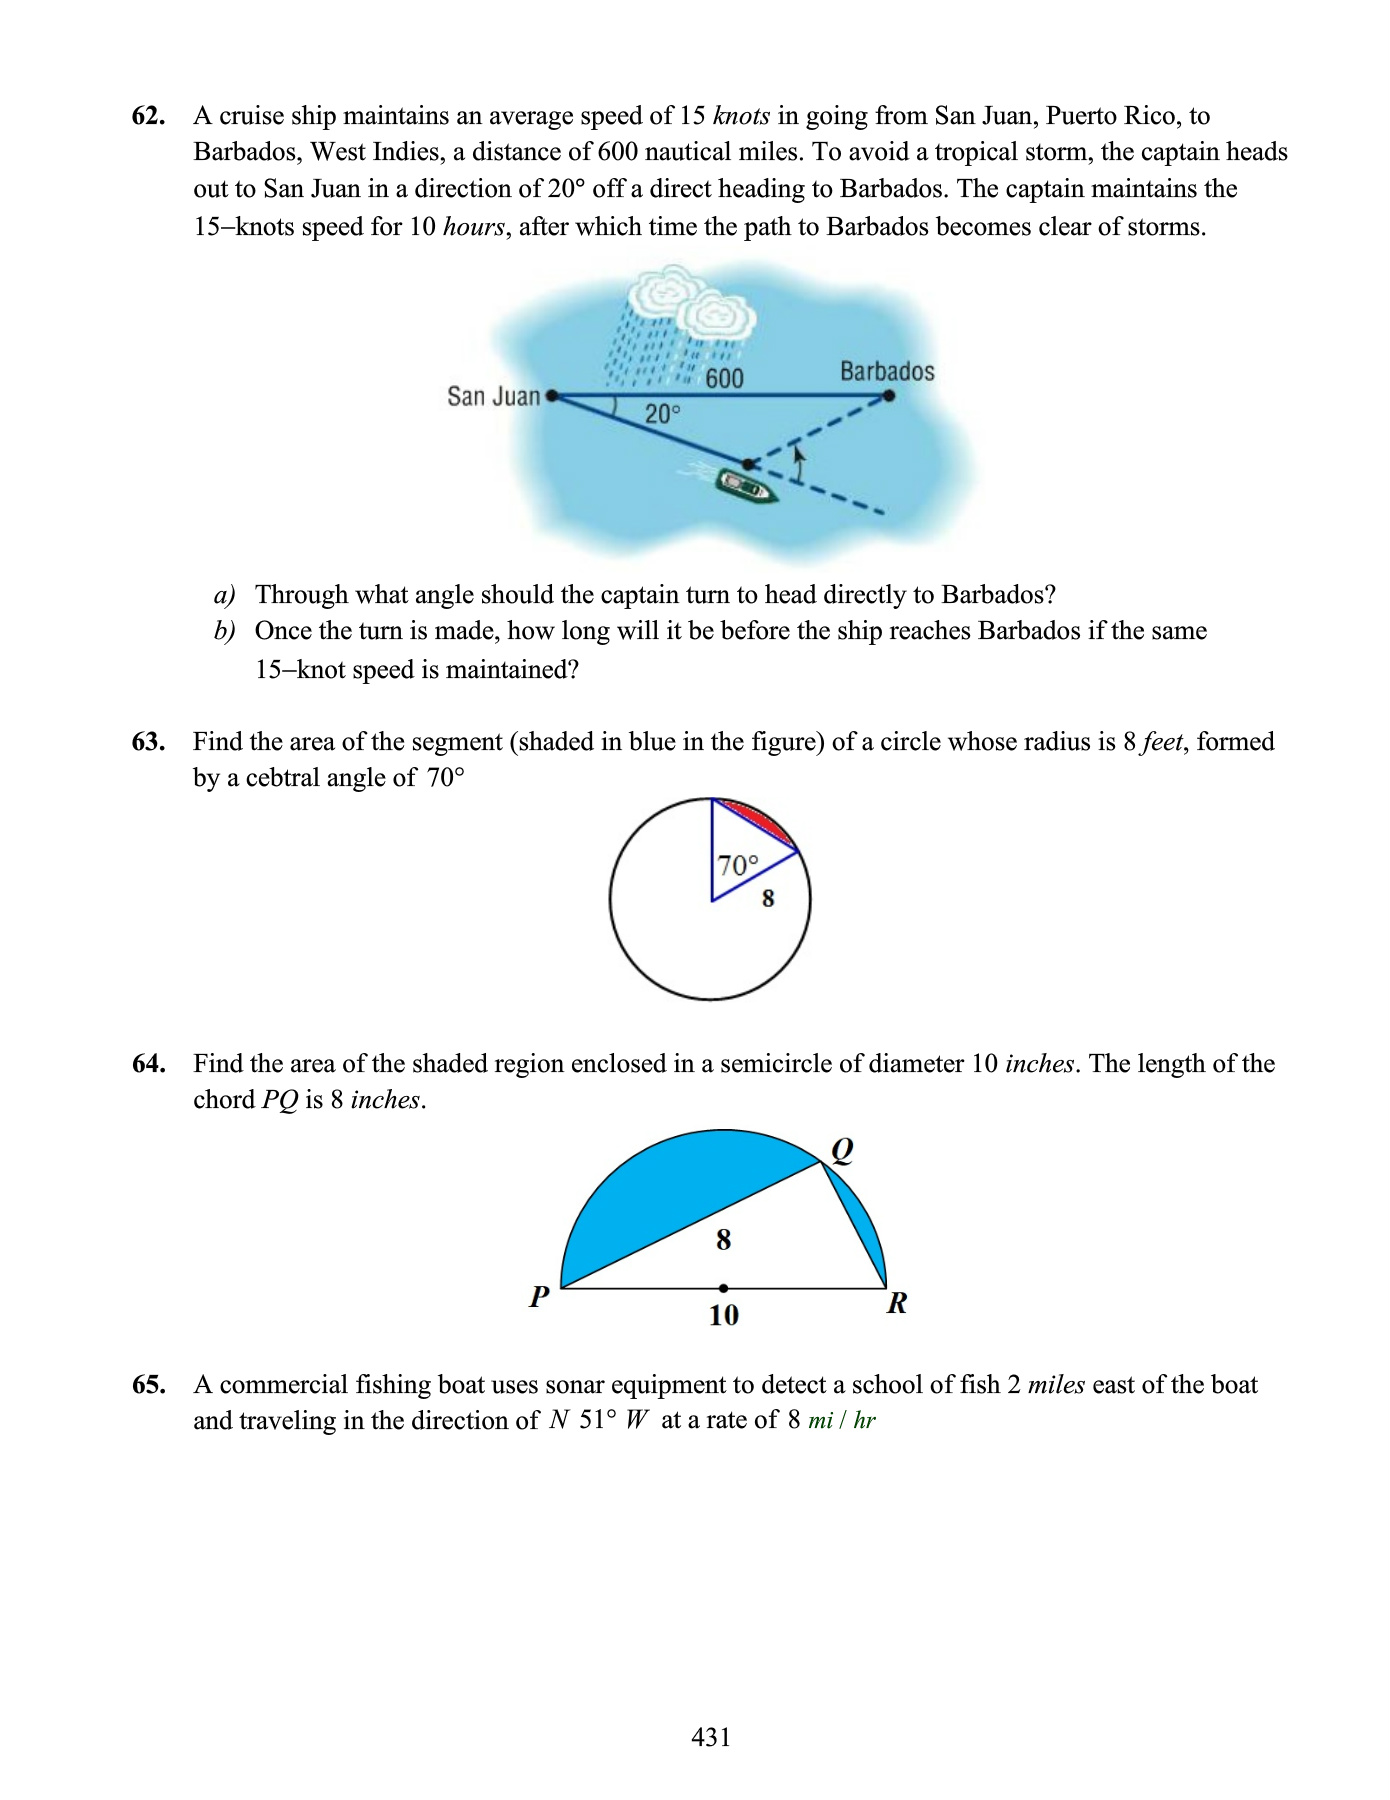 62. A cruise ship maintains an average speed of 15 knots in going from San Juan, Puerto Rico, to
Barbados, West Indies, a distance of 600 nautical miles. To avoid a tropical storm, the captain heads
out to San Juan in a direction of 20° off a direct heading to Barbados. The captain maintains the
15–knots speed for 10 hours, after which time the path to Barbados becomes clear of storms.
Barbados
600
San Juan
20°
a) Through what angle should the captain turn to head directly to Barbados?
b) Once the turn is made, how long will it be before the ship reaches Barbados if the same
15–knot speed is maintained?
63. Find the area of the segment (shaded in blue in the figure) of a circle whose radius is 8 feet, formed
by a cebtral angle of 70°
70°
8
64. Find the area of the shaded region enclosed in a semicircle of diameter 10 inches. The length of the
chord PQ is 8 inches.
Q
8
P
R
10
65. A commercial fishing boat uses sonar equipment to detect a school of fish 2 miles east of the boat
and traveling in the direction of N 51° W at a rate of 8 mi / hr
431